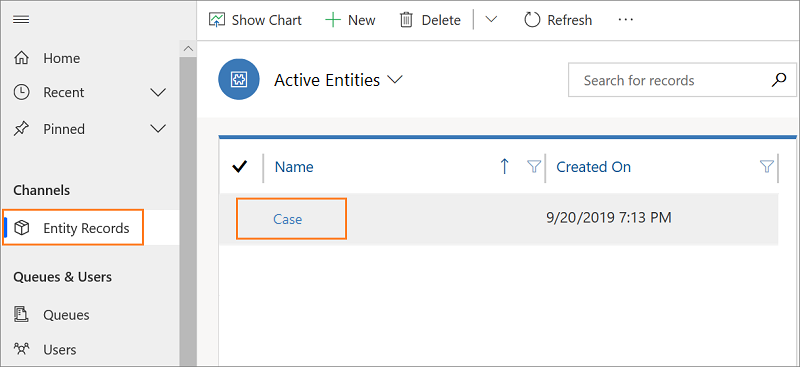 Show Chart New Delete Refresh ...
Home
Recent
Pinned
Channels
Entity Records
Queues & Users
Queues
Users
Active Entities
Search for records
Name Created On
Case 9/20/2019 7:13 PM